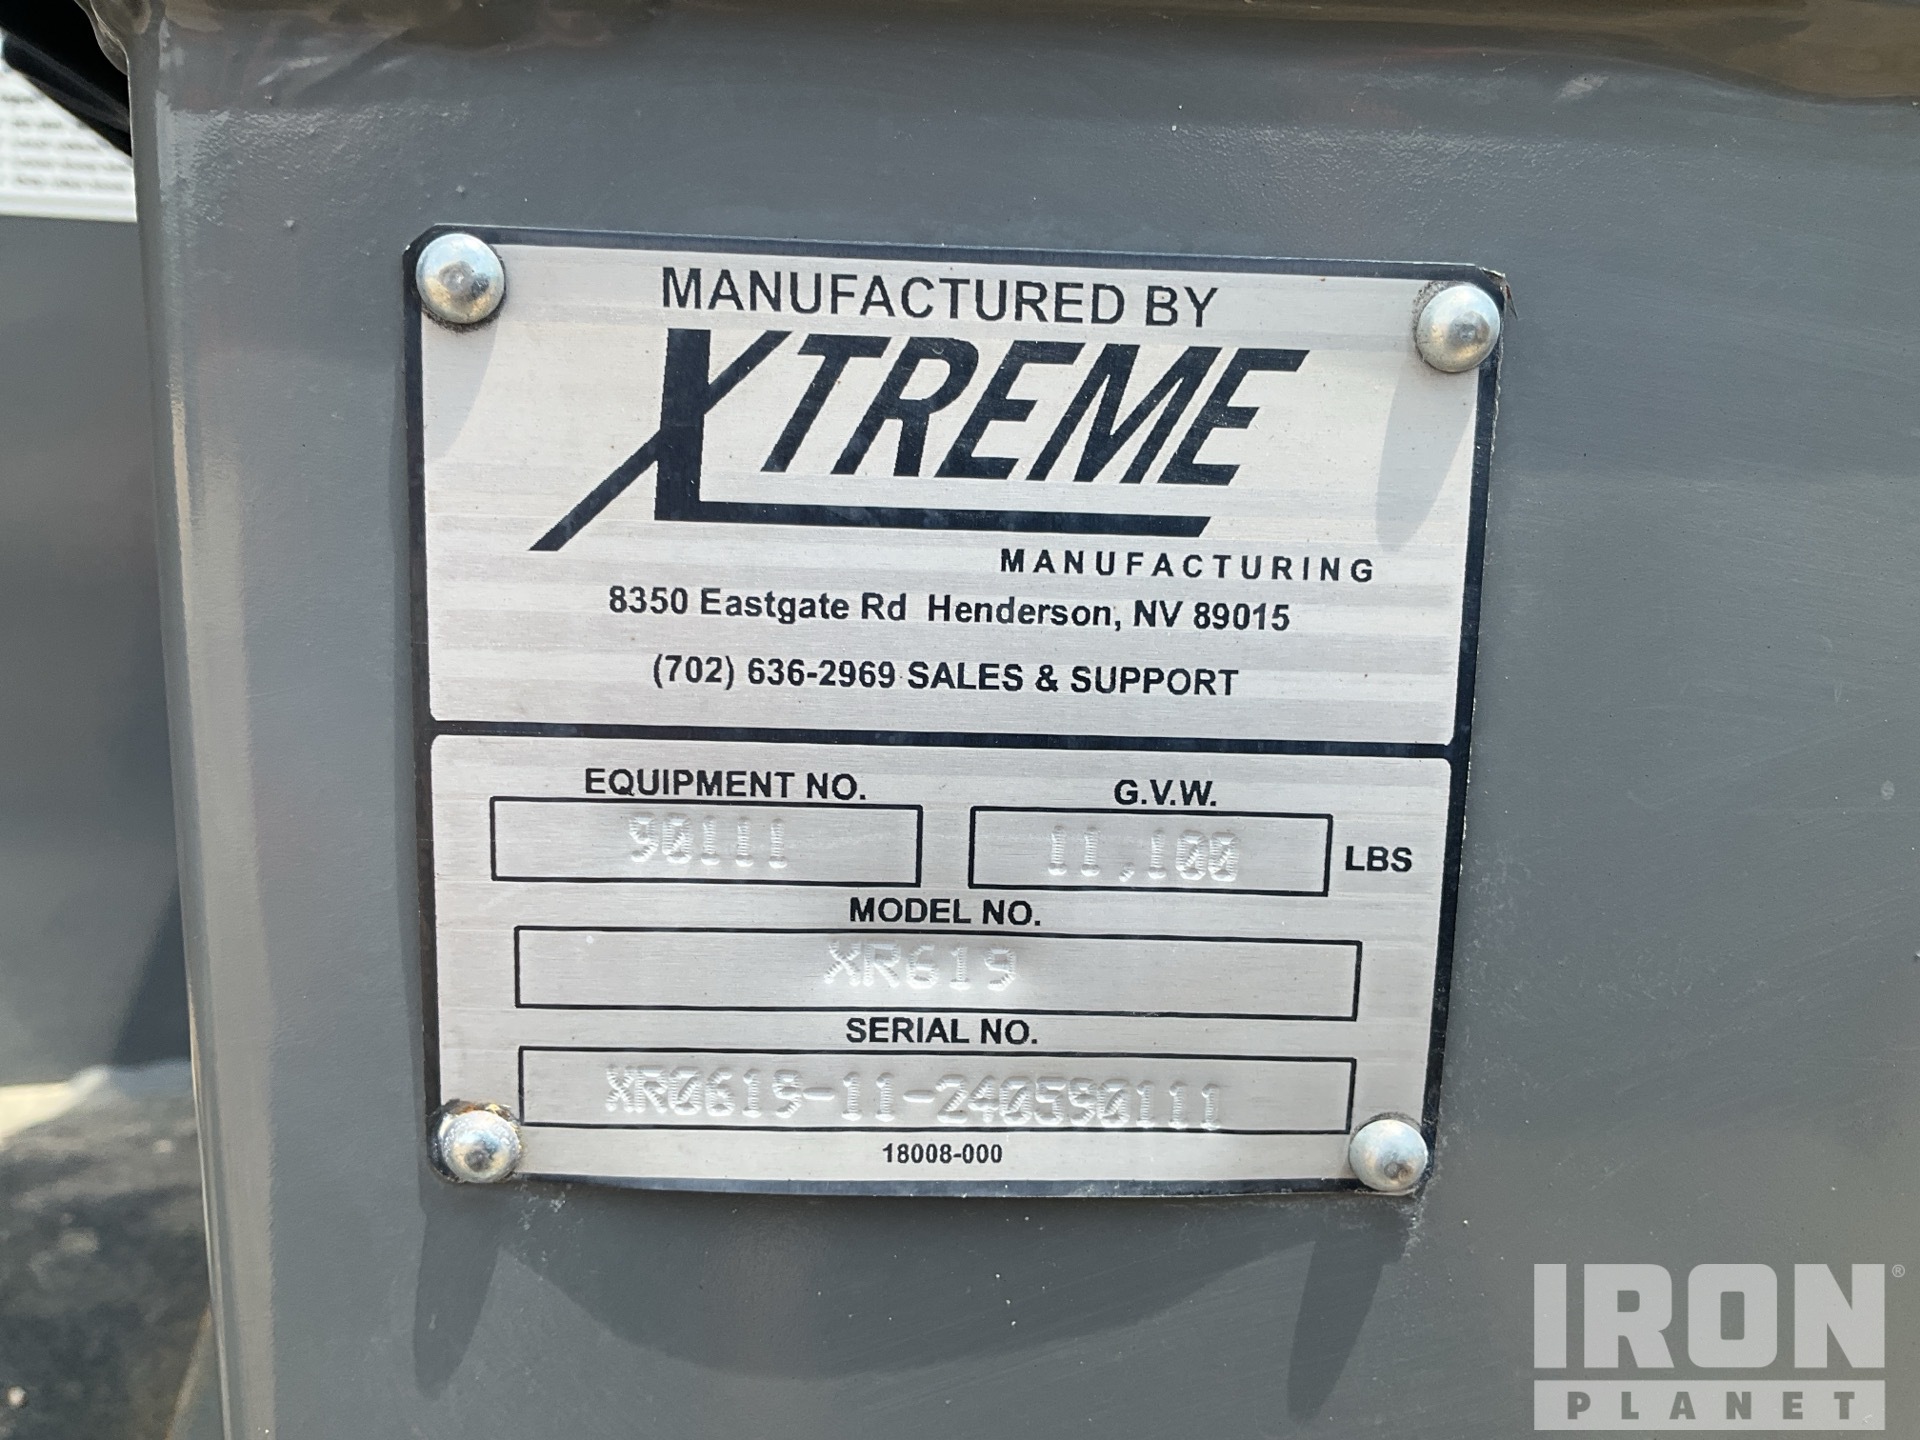 MANUFACTURED BY
XTREME
MANUFACTURING
8350 Eastgate Rd Henderson, NV 89015
(702) 636-2969 SALES & SUPPORT
EQUIPMENT NO. G.V.W.
90111 11,100 LBS
MODEL NO.
XR619
SERIAL NO.
XR0619-11-240590111
18008-000
IRON®
PLANET